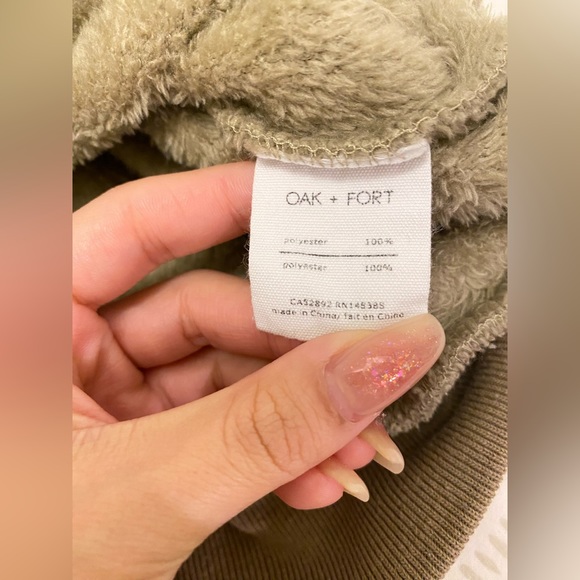 OAK + FORT
polyester 100%
polyester 100%
CA52892 RN145385
made in China/ fait en Chine